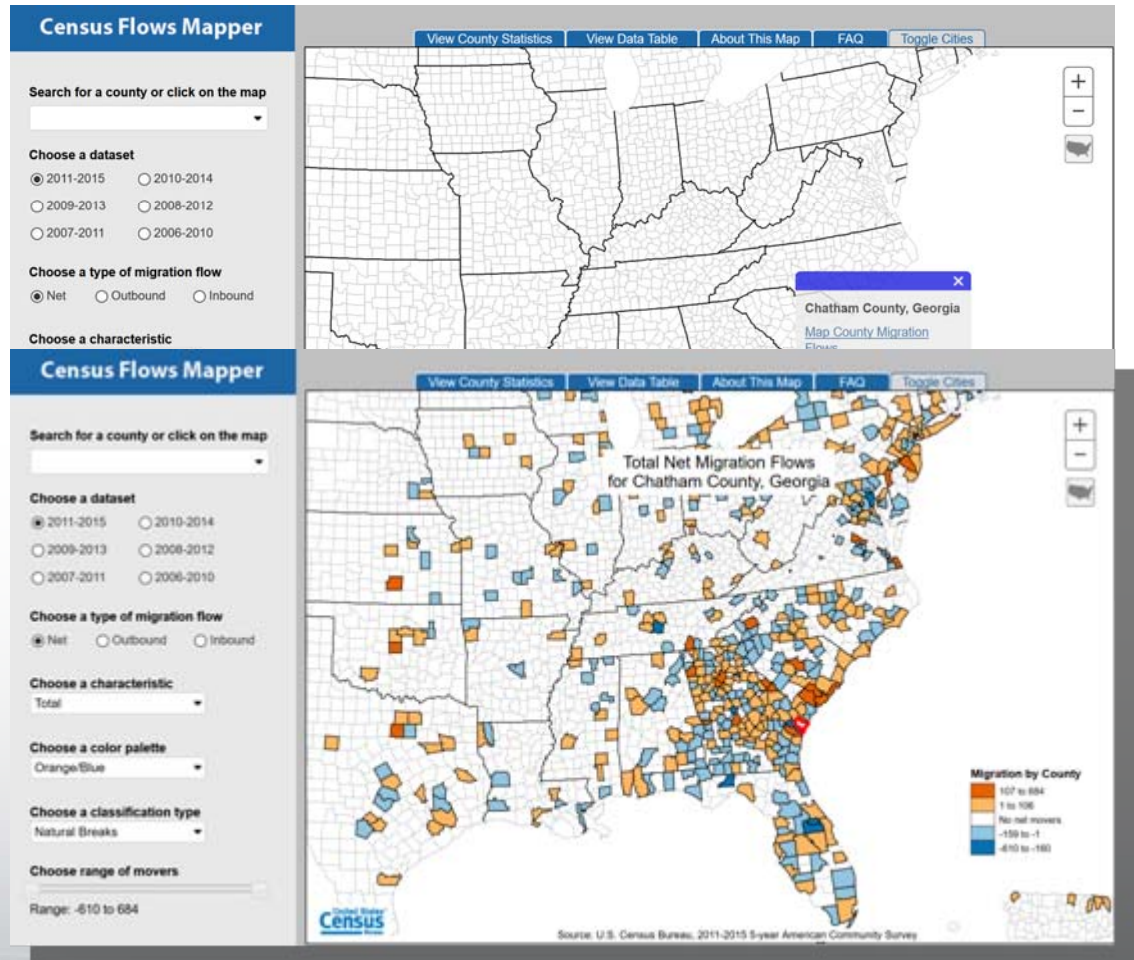 Census Flows Mapper
View County Statistics
View Data Table
About This Map
FAQ
Toggle Cities
Search for a county or click on the map
Choose a dataset
2011-2015 2010-2014
2009-2013 2008-2012
2007-2011 2006-2010
Choose a type of migration flow
Net Outbound Inbound
Choose a characteristic
+
−
×
Chatham County, Georgia
Map County Migration
Flows
Census Flows Mapper
View County Statistics
View Data Table
About This Map
FAQ
Toggle Cities
Search for a county or click on the map
Choose a dataset
2011-2015 2010-2014
2009-2013 2008-2012
2007-2011 2006-2010
Choose a type of migration flow
Net Outbound Inbound
Choose a characteristic
Total
Choose a color palette
Orange/Blue
Choose a classification type
Natural Breaks
Choose range of movers
Range: -610 to 684
Total Net Migration Flows
for Chatham County, Georgia
+
−
Migration by County
107 to 684
1 to 106
No net movers
-159 to -1
-610 to -160
United States
Census
Bureau
Source: U.S. Census Bureau, 2011-2015 5-year American Community Survey